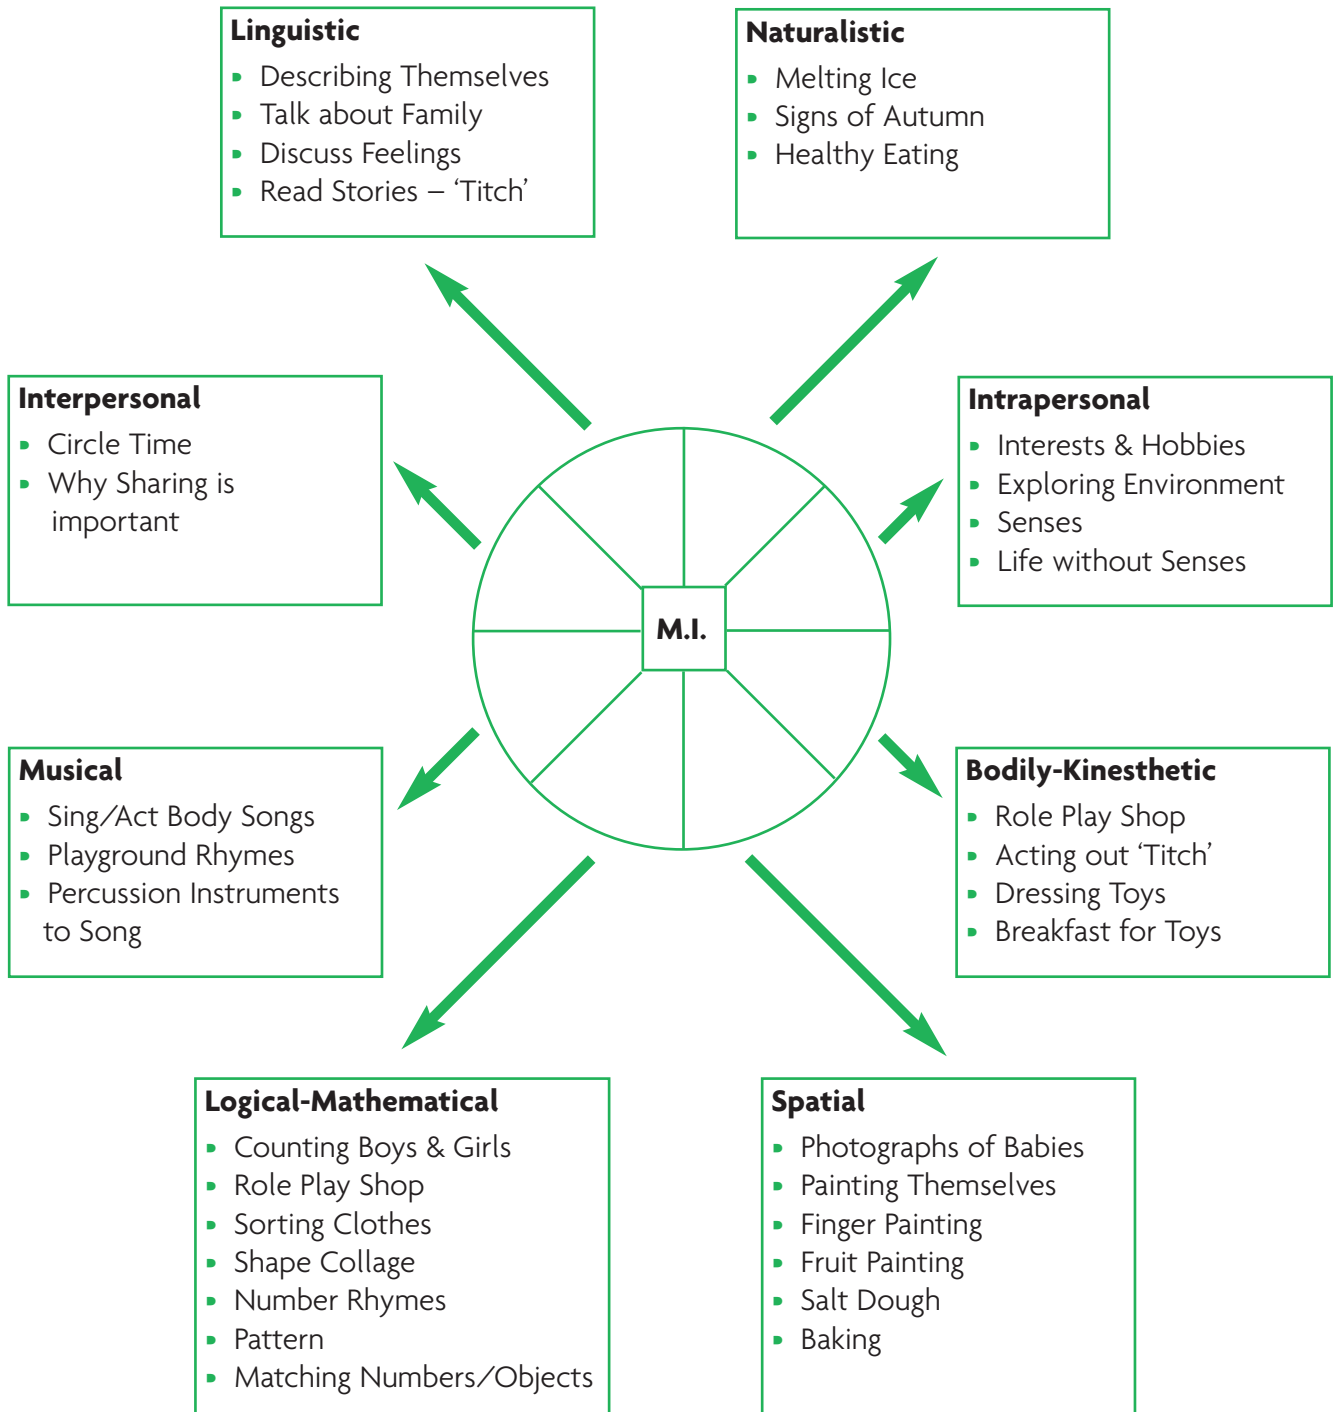 Linguistic
Describing Themselves
Talk about Family
Discuss Feelings
Read Stories – ‘Titch’
Naturalistic
Melting Ice
Signs of Autumn
Healthy Eating
Interpersonal
Circle Time
Why Sharing is
important
Intrapersonal
Interests & Hobbies
Exploring Environment
Senses
Life without Senses
M.I.
Musical
Sing/Act Body Songs
Playground Rhymes
Percussion Instruments
to Song
Bodily-Kinesthetic
Role Play Shop
Acting out ‘Titch’
Dressing Toys
Breakfast for Toys
Logical-Mathematical
Counting Boys & Girls
Role Play Shop
Sorting Clothes
Shape Collage
Number Rhymes
Pattern
Matching Numbers/Objects
Spatial
Photographs of Babies
Painting Themselves
Finger Painting
Fruit Painting
Salt Dough
Baking